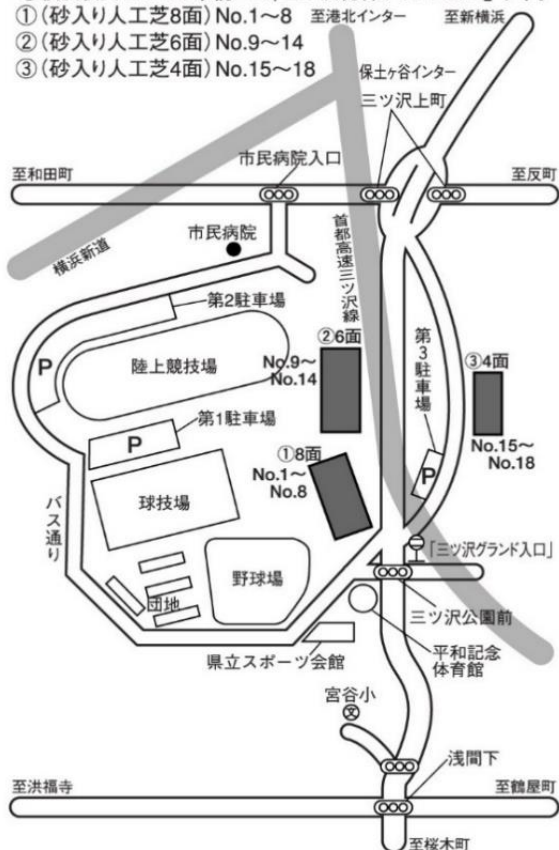 ①(砂入り人工芝8面)No.1～8
至港北インター
至新横浜
②(砂入り人工芝6面)No.9～14
③(砂入り人工芝4面)No.15～18
保土ヶ谷インター
三ツ沢上町
市民病院入口
至和田町
至反町
市民病院
横浜新道
首都高速三ツ沢線
第2駐車場
②6面
陸上競技場
No.9～
No.14
第3駐車場
③4面
P
第1駐車場
P
No.15～
No.18
①8面
No.1～
No.8
P
球技場
バス通り
「三ツ沢グランド入口」
野球場
団地
三ツ沢公園前
県立スポーツ会館
平和記念
体育館
宮谷小
文
浅間下
至洪福寺
至鶴屋町
至桜木町